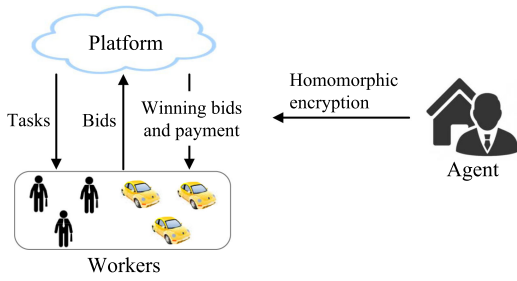 Platform
Tasks
Bids
Winning bids
and payment
Homomorphic
encryption
Agent
Workers